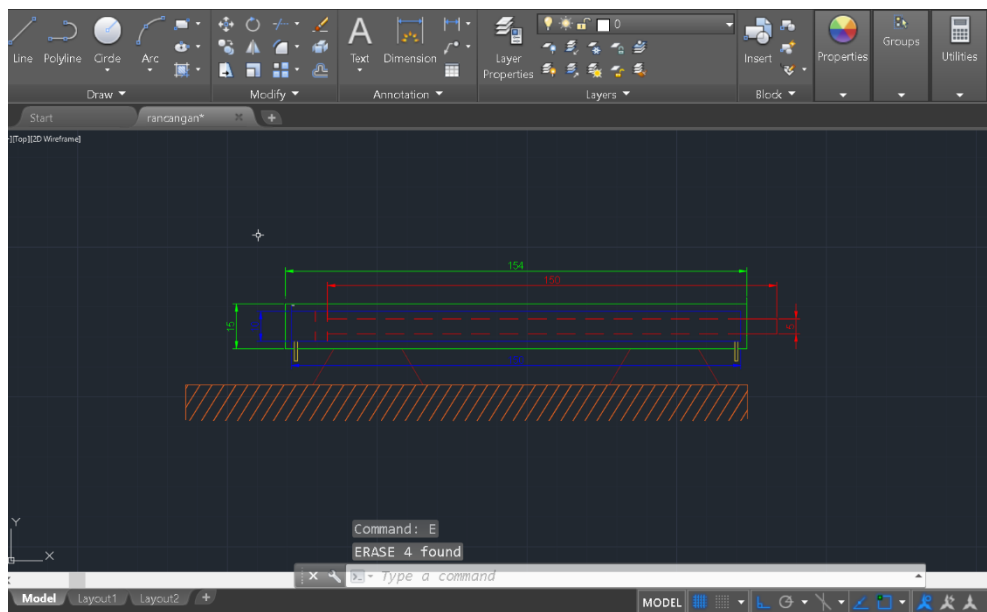 Line Polyline Circle Arc Text Dimension Layer Properties 0 Insert Properties Groups Utilities
Draw Modify Annotation Layers Block
Start rancangan* +
][Top][2D Wireframe]
154
150
15
10
Y
X
Command: E
ERASE 4 found
Type a command
Model Layout1 Layout2 +
MODEL